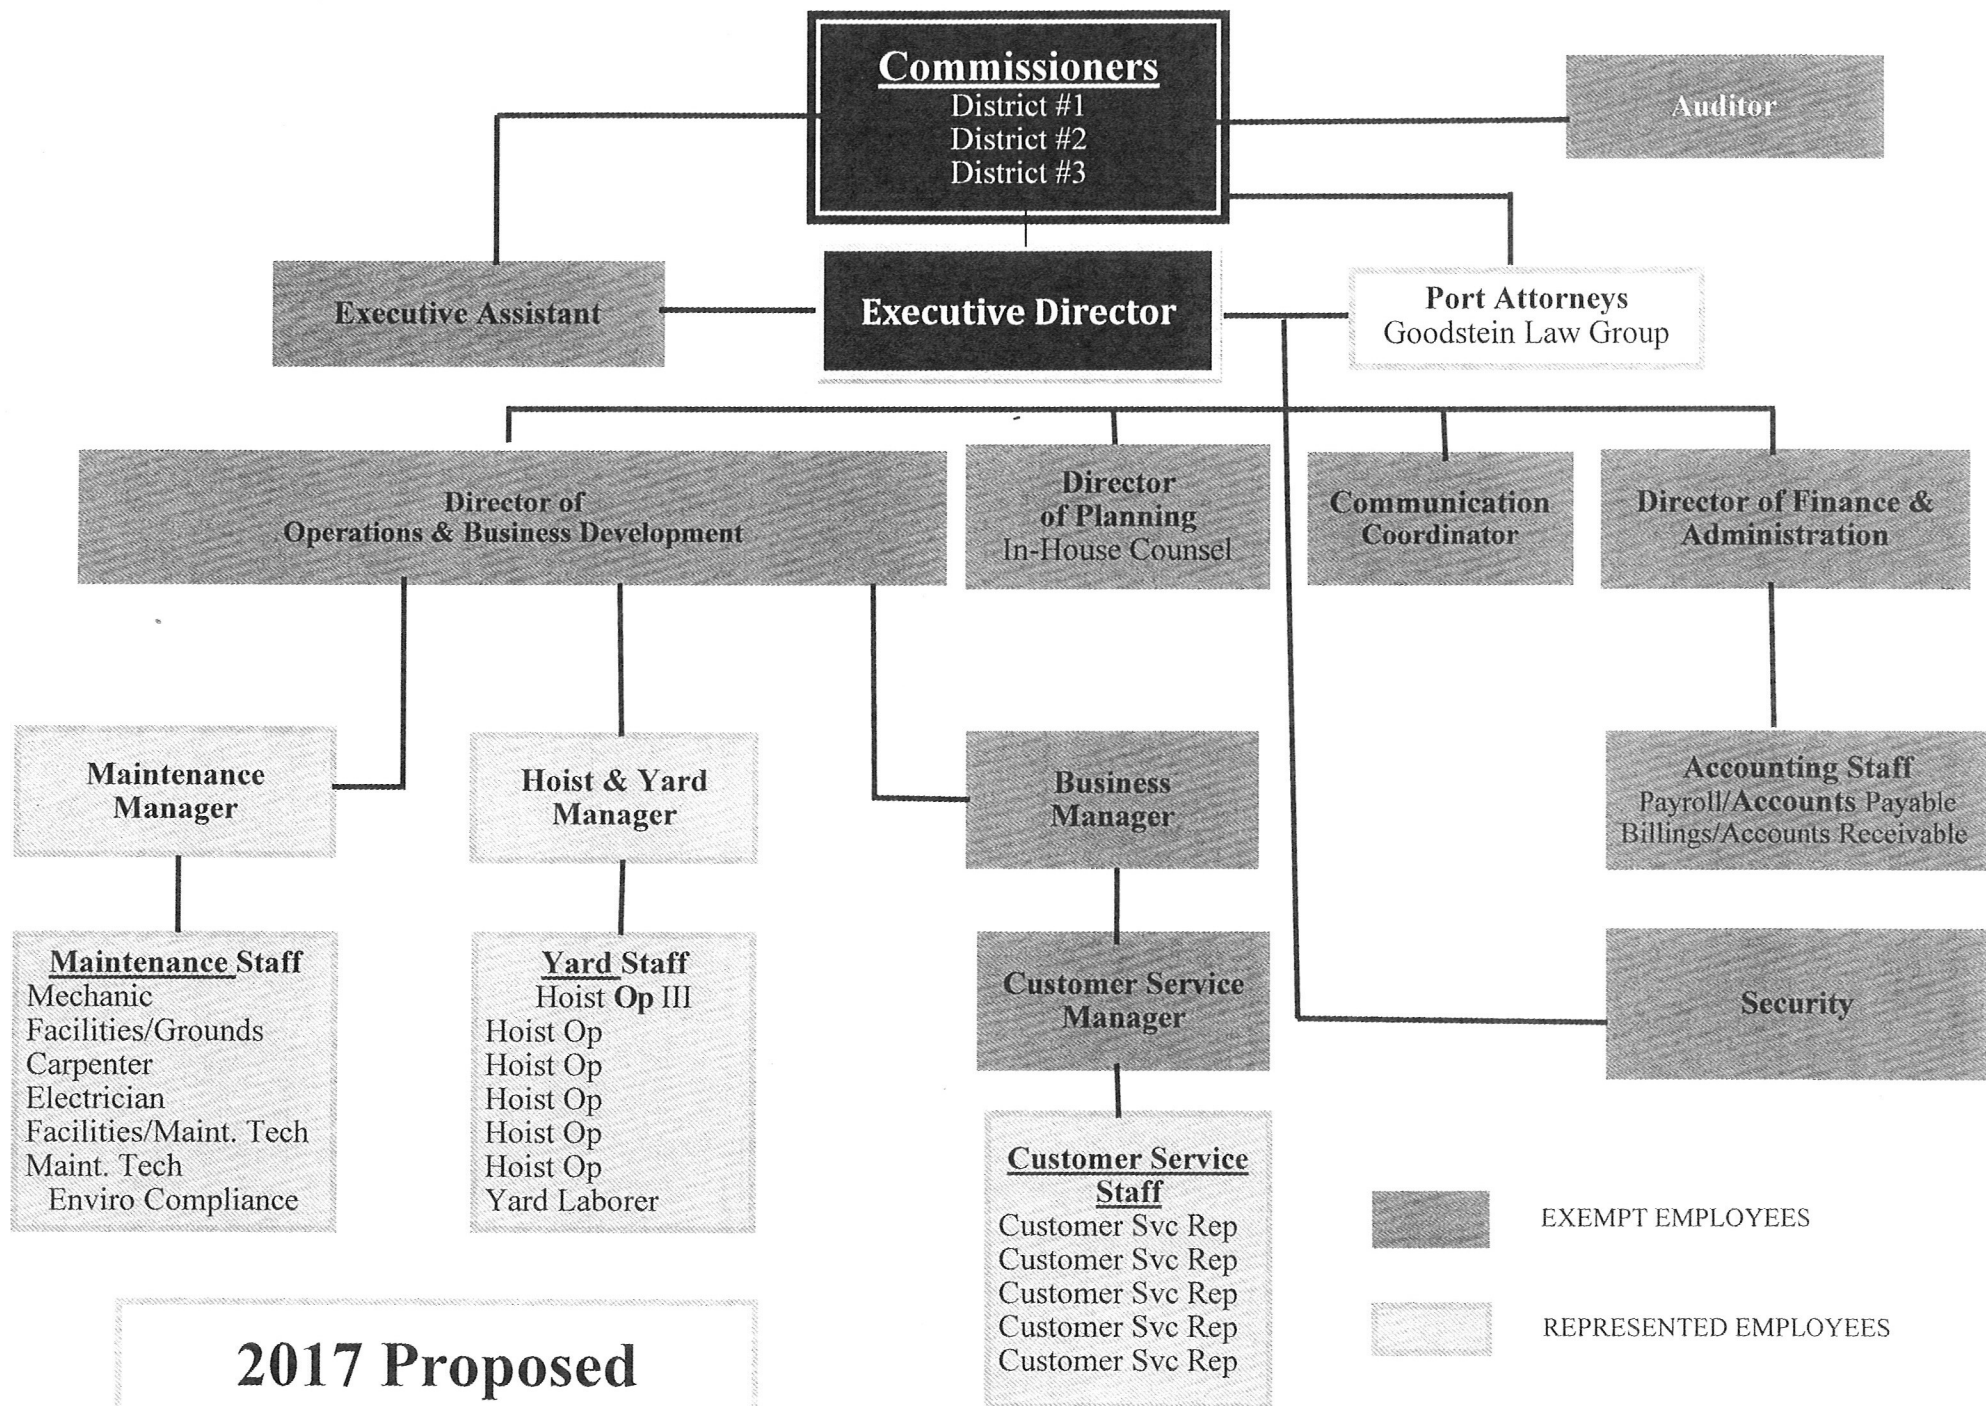 Commissioners
District #1
District #2
District #3
Auditor
Executive Assistant
Executive Director
Port Attorneys
Goodstein Law Group
Director of
Operations & Business Development
Director
of Planning
In-House Counsel
Communication
Coordinator
Director of Finance &
Administration
Maintenance
Manager
Hoist & Yard
Manager
Business
Manager
Accounting Staff
Payroll/Accounts Payable
Billings/Accounts Receivable
Maintenance Staff
Mechanic
Facilities/Grounds
Carpenter
Electrician
Facilities/Maint. Tech
Maint. Tech
Enviro Compliance
Yard Staff
Hoist Op III
Hoist Op
Hoist Op
Hoist Op
Hoist Op
Hoist Op
Yard Laborer
Customer Service
Manager
Security
Customer Service
Staff
Customer Svc Rep
Customer Svc Rep
Customer Svc Rep
Customer Svc Rep
Customer Svc Rep
EXEMPT EMPLOYEES
REPRESENTED EMPLOYEES
2017 Proposed